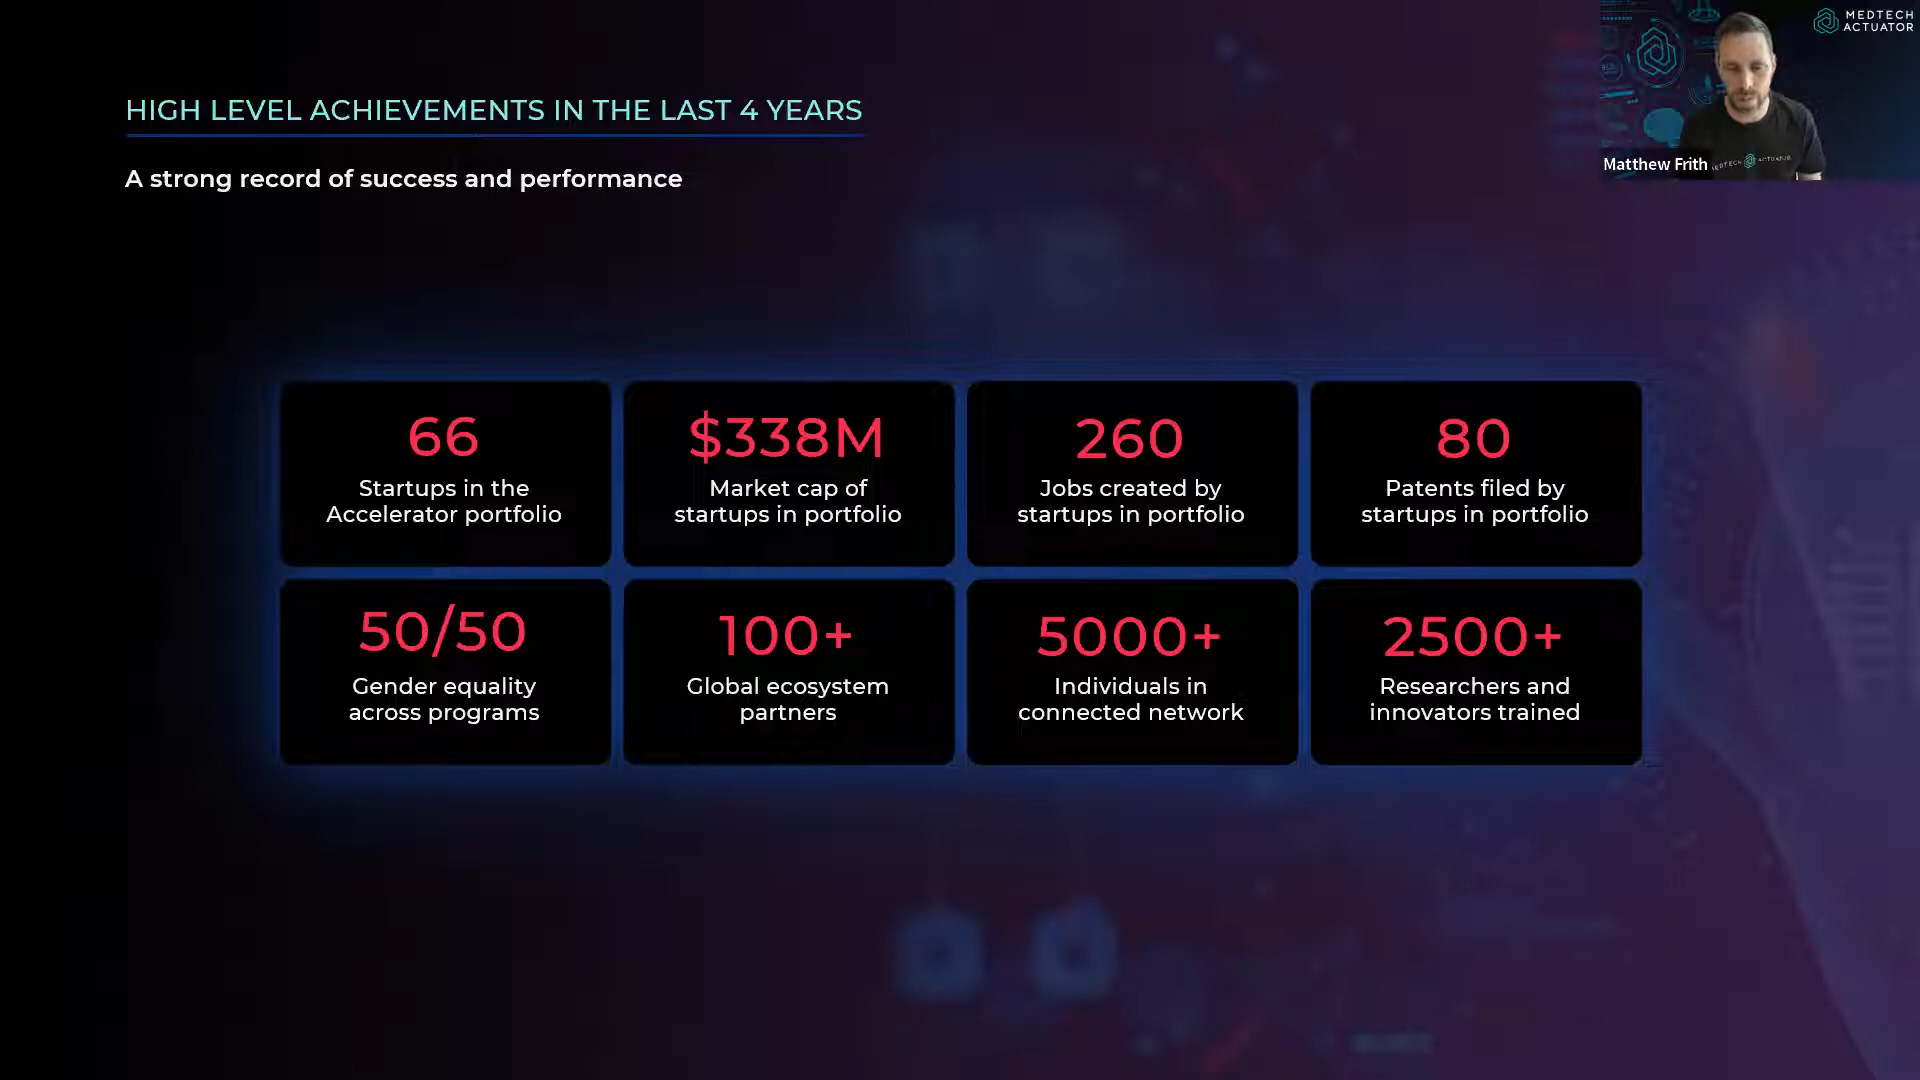 MEDTECH
ACTUATOR
HIGH LEVEL ACHIEVEMENTS IN THE LAST 4 YEARS
A strong record of success and performance
Matthew Frith
MEDTECH ACTUATOR
66
Startups in the
Accelerator portfolio
$338M
Market cap of
startups in portfolio
260
Jobs created by
startups in portfolio
80
Patents filed by
startups in portfolio
50/50
Gender equality
across programs
100+
Global ecosystem
partners
5000+
Individuals in
connected network
2500+
Researchers and
innovators trained